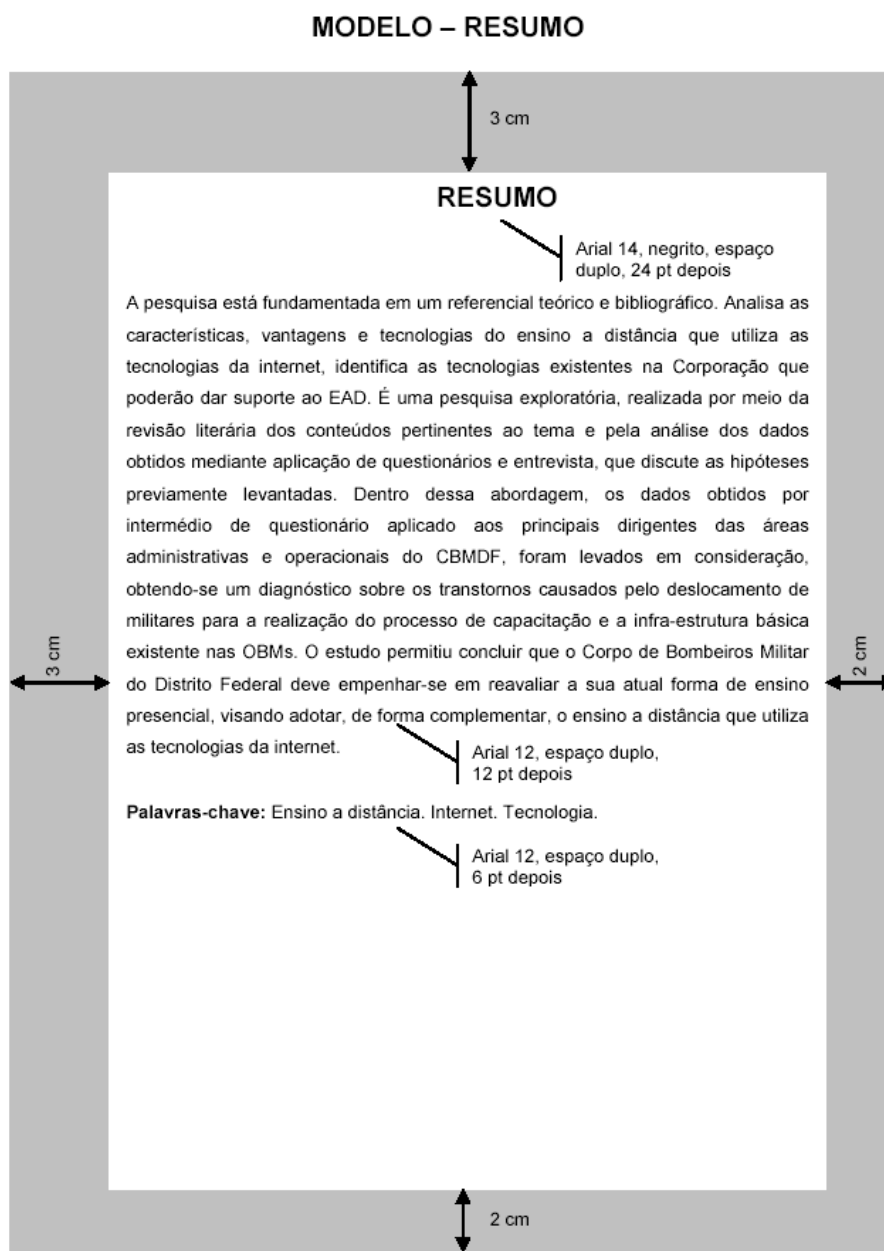 MODELO – RESUMO
3 cm
RESUMO
Arial 14, negrito, espaço
duplo, 24 pt depois
A pesquisa está fundamentada em um referencial teórico e bibliográfico. Analisa as
características, vantagens e tecnologias do ensino a distância que utiliza as
tecnologias da internet, identifica as tecnologias existentes na Corporação que
poderão dar suporte ao EAD. É uma pesquisa exploratória, realizada por meio da
revisão literária dos conteúdos pertinentes ao tema e pela análise dos dados
obtidos mediante aplicação de questionários e entrevista, que discute as hipóteses
previamente levantadas. Dentro dessa abordagem, os dados obtidos por
intermédio de questionário aplicado aos principais dirigentes das áreas
administrativas e operacionais do CBMDF, foram levados em consideração,
obtendo-se um diagnóstico sobre os transtornos causados pelo deslocamento de
militares para a realização do processo de capacitação e a infra-estrutura básica
existente nas OBMs. O estudo permitiu concluir que o Corpo de Bombeiros Militar
do Distrito Federal deve empenhar-se em reavaliar a sua atual forma de ensino
presencial, visando adotar, de forma complementar, o ensino a distância que utiliza
as tecnologias da internet.
3 cm
2 cm
Arial 12, espaço duplo,
12 pt depois
Palavras-chave: Ensino a distância. Internet. Tecnologia.
Arial 12, espaço duplo,
6 pt depois
2 cm